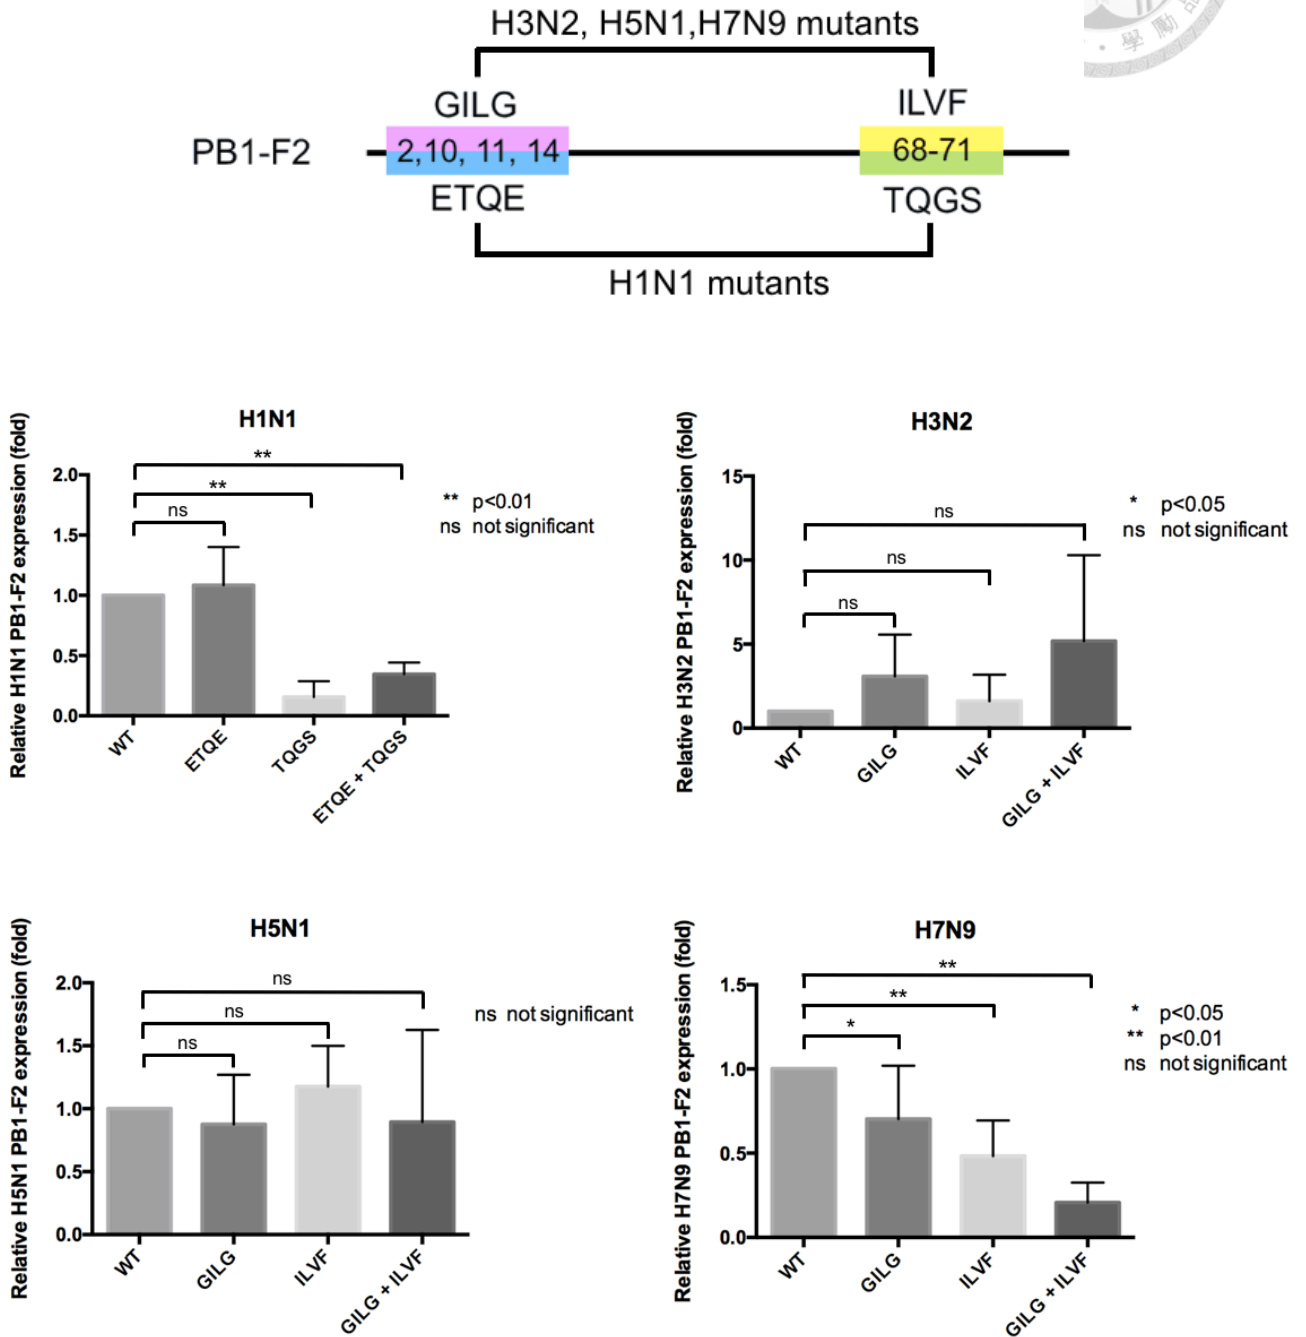 H3N2, H5N1,H7N9 mutants
學 勵
GILG ILVF
PB1-F2 2,10, 11, 14 68-71
ETQE TQGS
H1N1 mutants
H1N1
Relative H1N1 PB1-F2 expression (fold)
2.0
1.5
1.0
0.5
0.0
**
**
ns
** p<0.01
ns not significant
WT ETQE TQGS ETQE + TQGS
H3N2
Relative H3N2 PB1-F2 expression (fold)
15
10
5
0
ns
ns
ns
* p<0.05
ns not significant
WT GILG ILVF GILG + ILVF
H5N1
Relative H5N1 PB1-F2 expression (fold)
2.0
1.5
1.0
0.5
0.0
ns
ns
ns
ns not significant
WT GILG ILVF GILG + ILVF
H7N9
Relative H7N9 PB1-F2 expression (fold)
1.5
1.0
0.5
0.0
**
**
*
* p<0.05
** p<0.01
ns not significant
WT GILG ILVF GILG + ILVF